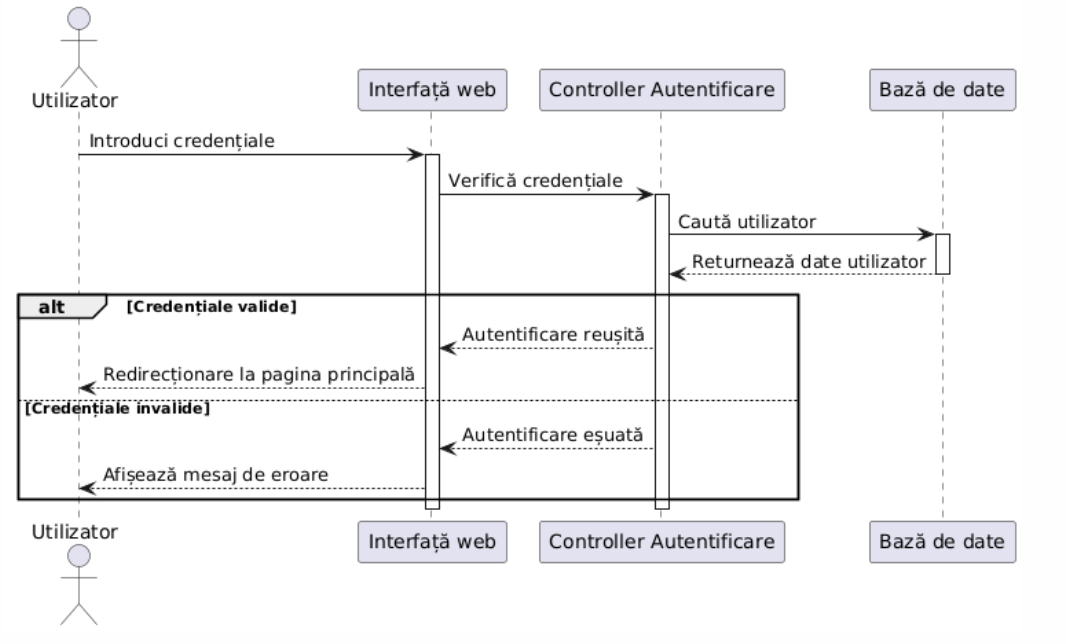 Utilizator
Interfață web
Controller Autentificare
Bază de date
Introduci credențiale
Verifică credențiale
Caută utilizator
Returnează date utilizator
alt
[Credențiale valide]
Autentificare reușită
Redirecționare la pagina principală
[Credențiale invalide]
Autentificare eșuată
Afișează mesaj de eroare
Utilizator
Interfață web
Controller Autentificare
Bază de date